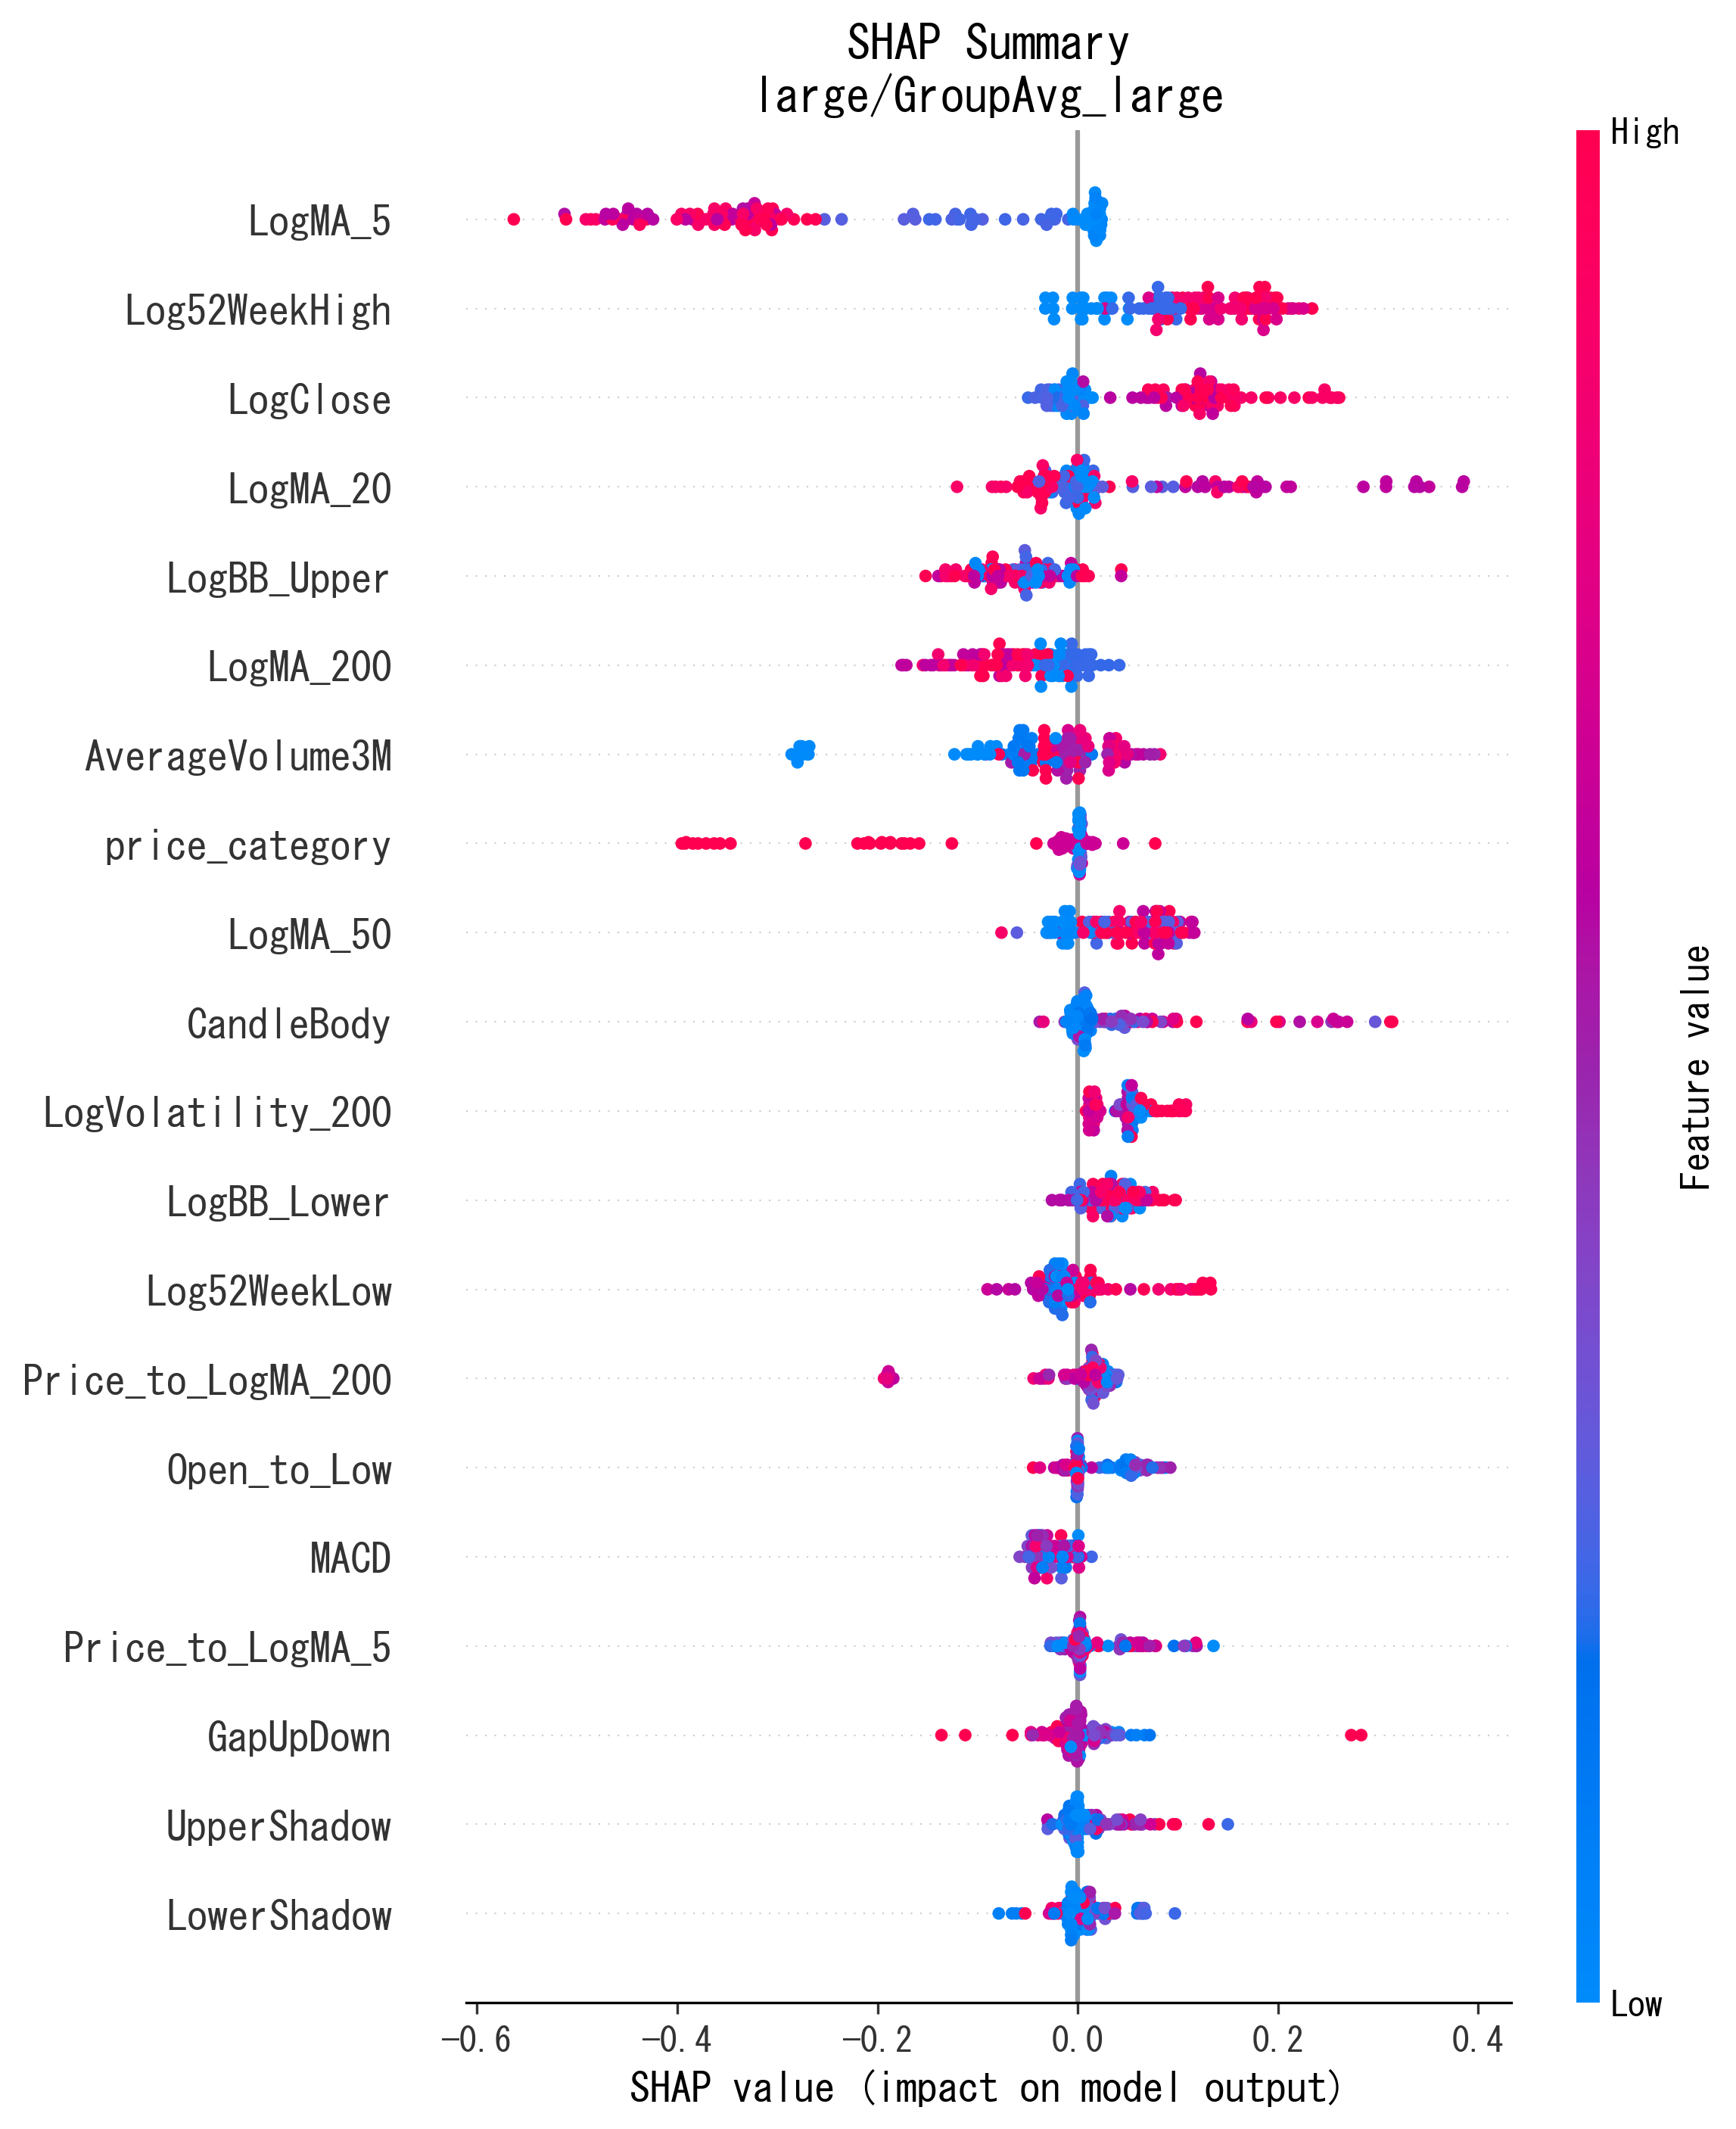 SHAP Summary
large/GroupAvg_large
High
LogMA_5
Log52WeekHigh
LogClose
LogMA_20
LogBB_Upper
LogMA_200
AverageVolume3M
price_category
LogMA_50
CandleBody
LogVolatility_200
LogBB_Lower
Log52WeekLow
Price_to_LogMA_200
Open_to_Low
MACD
Price_to_LogMA_5
GapUpDown
UpperShadow
LowerShadow
Feature value
Low
−0.6 −0.4 −0.2 0.0 0.2 0.4
SHAP value (impact on model output)